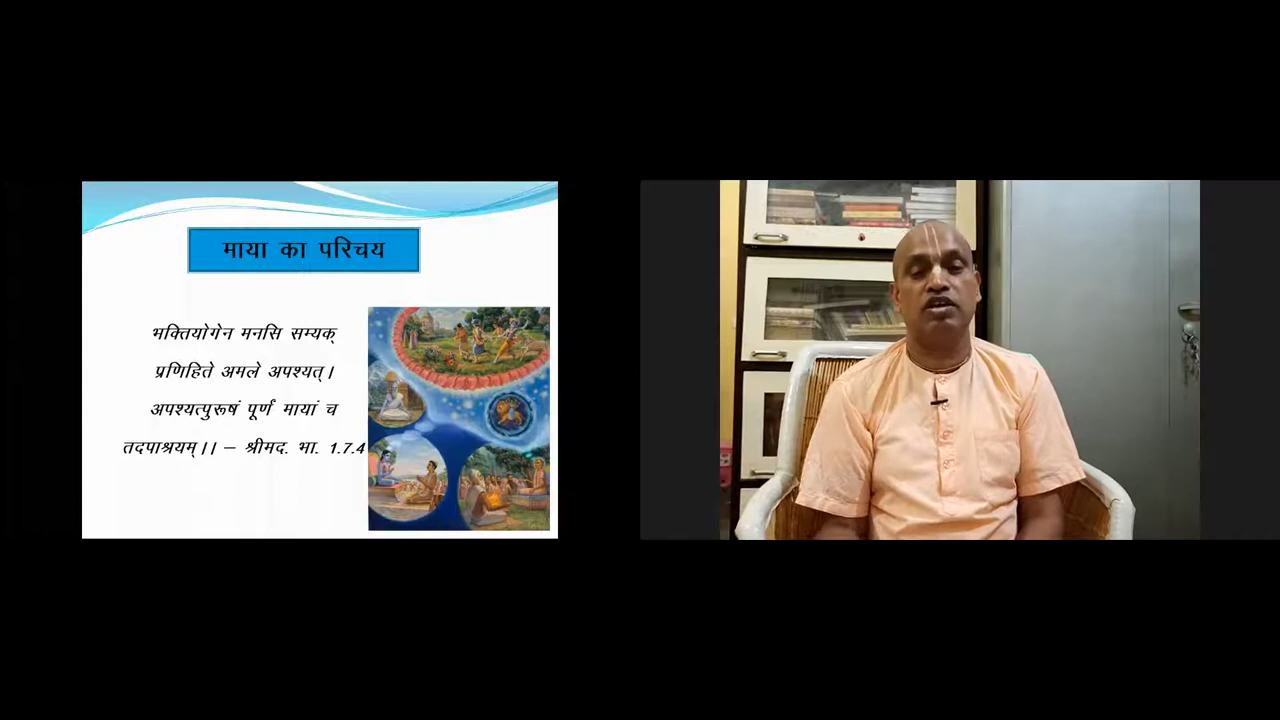 माया का परिचय
भक्तियोगेन मनसि सम्यक्
प्रणिहिते अमले अपश्यत् ।
अपश्यत्पुरूषं पूर्णं मायां च
तदपाश्रयम् ।। – श्रीमद. भा. 1.7.4